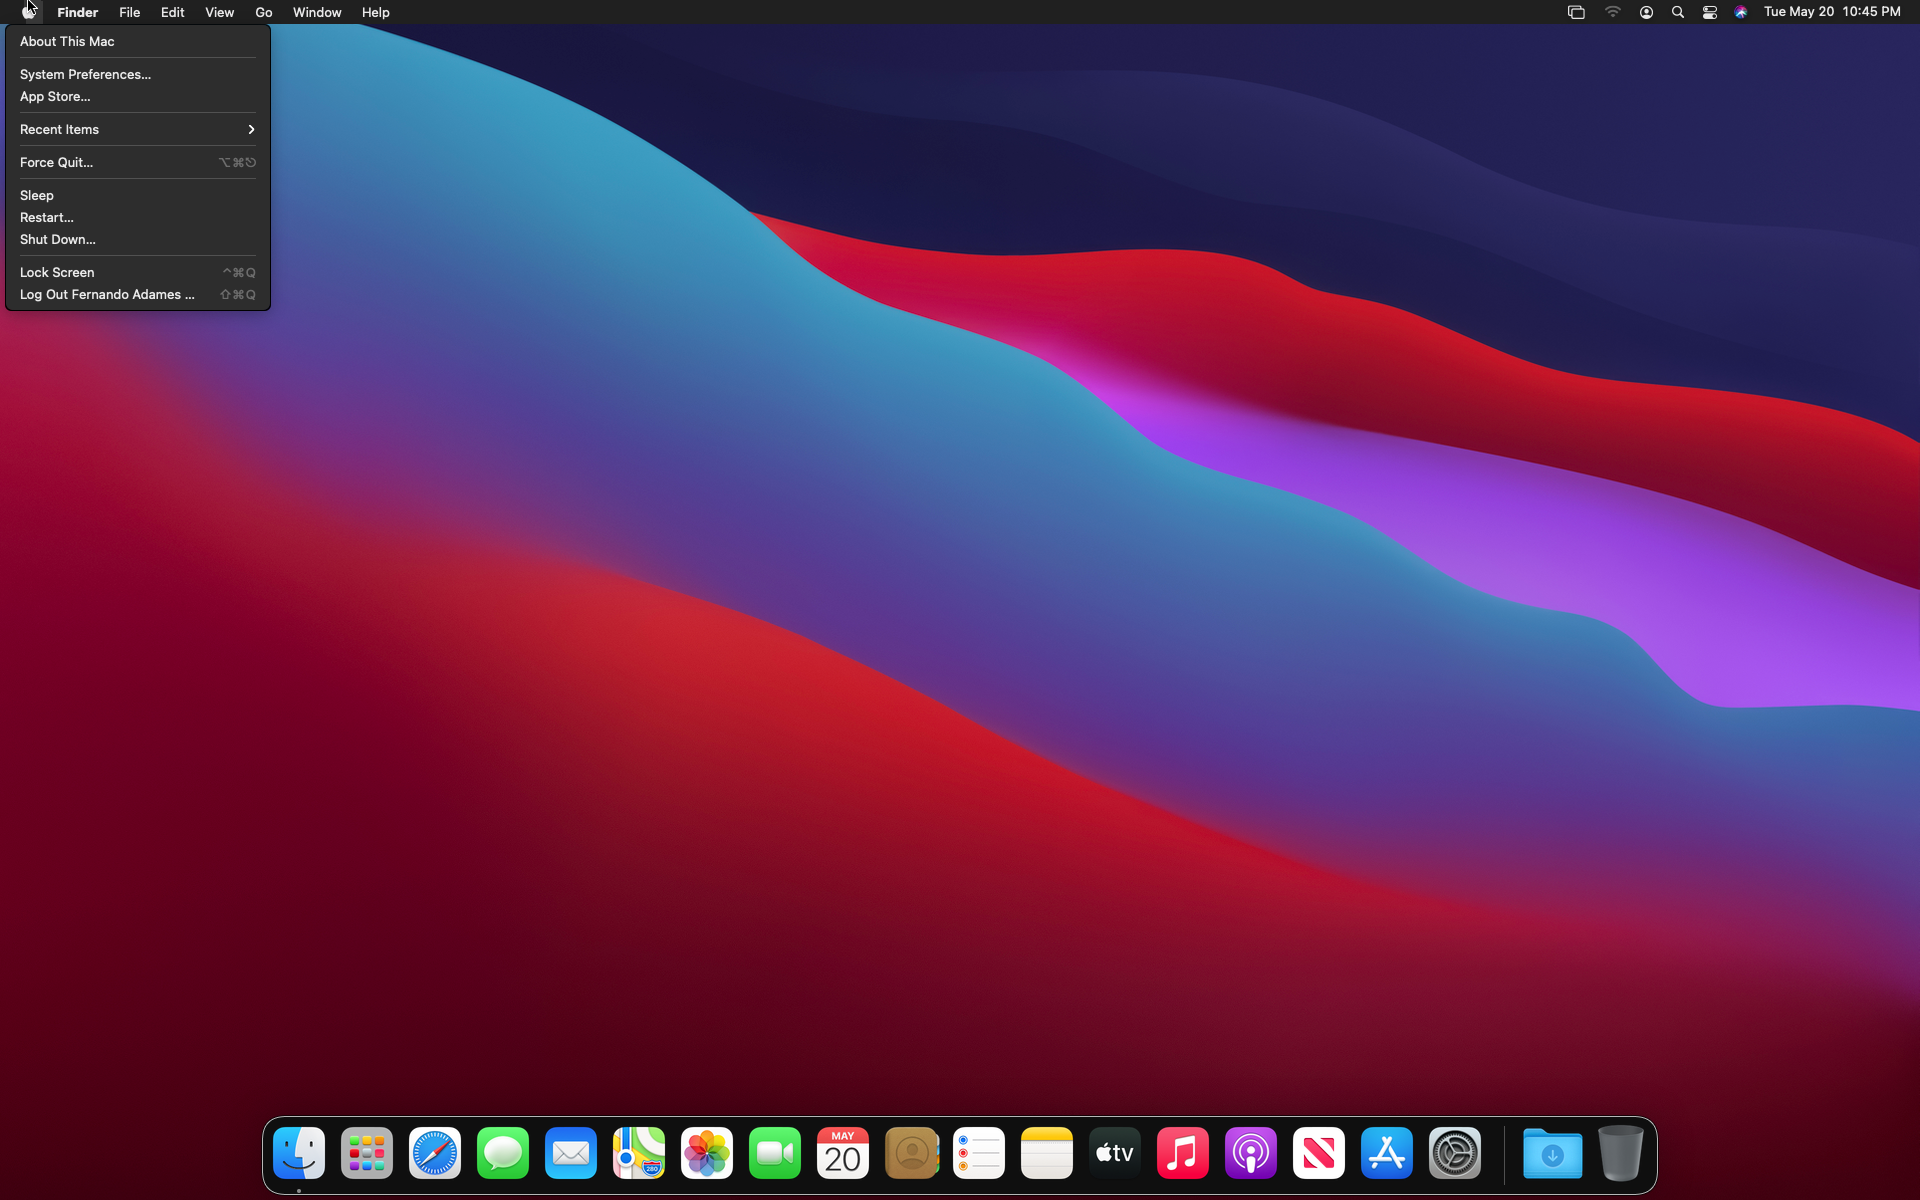 Finder File Edit View Go Window Help Tue May 20 10:45 PM
About This Mac
System Preferences...
App Store...
Recent Items
Force Quit... ⌥⌘⎋
Sleep
Restart...
Shut Down...
Lock Screen ^⌘Q
Log Out Fernando Adames ... ⇧⌘Q
MAY
20
280
tv